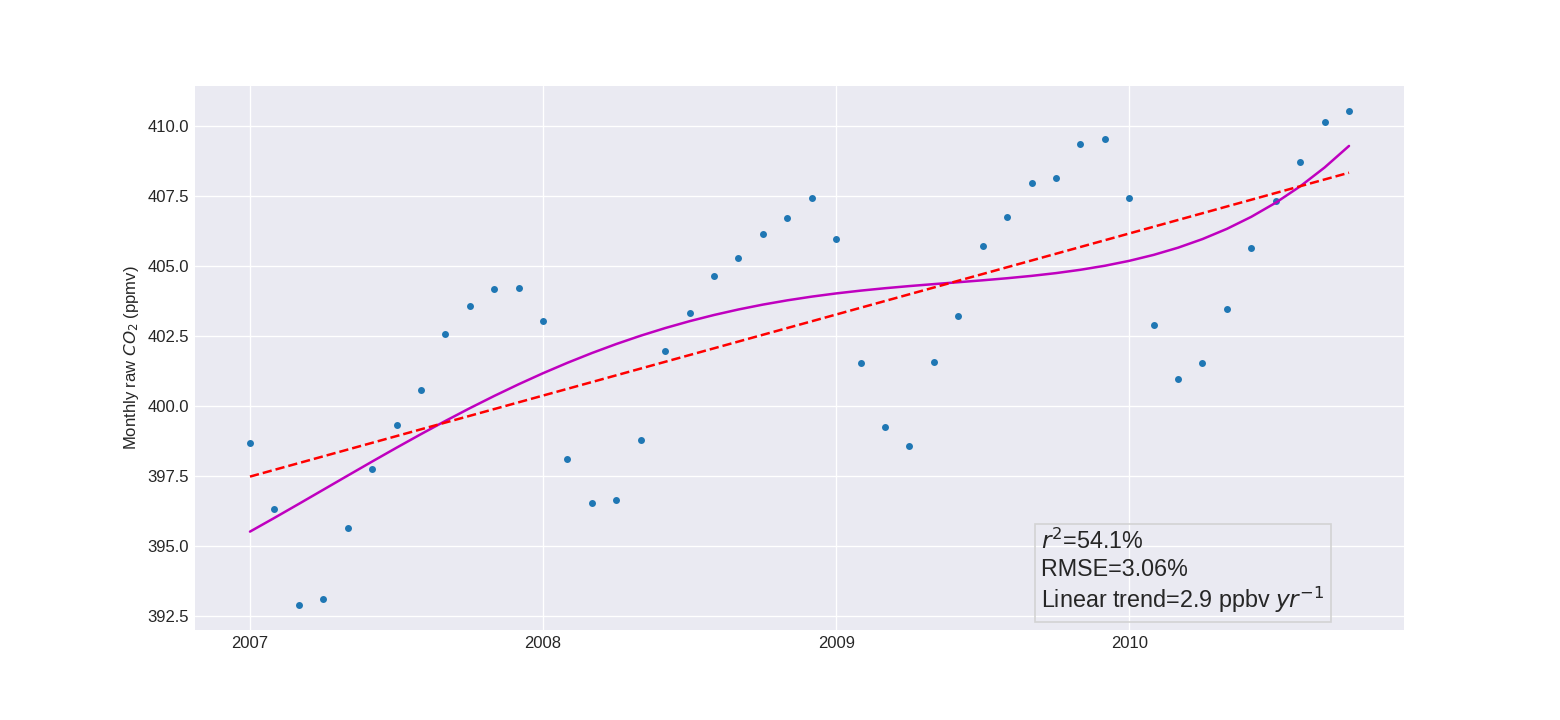 410.0
407.5
405.0
402.5
400.0
397.5
395.0
392.5
Monthly raw CO₂ (ppmv)
r²=54.1%
RMSE=3.06%
Linear trend=2.9 ppbv yr⁻¹
2007 2008 2009 2010